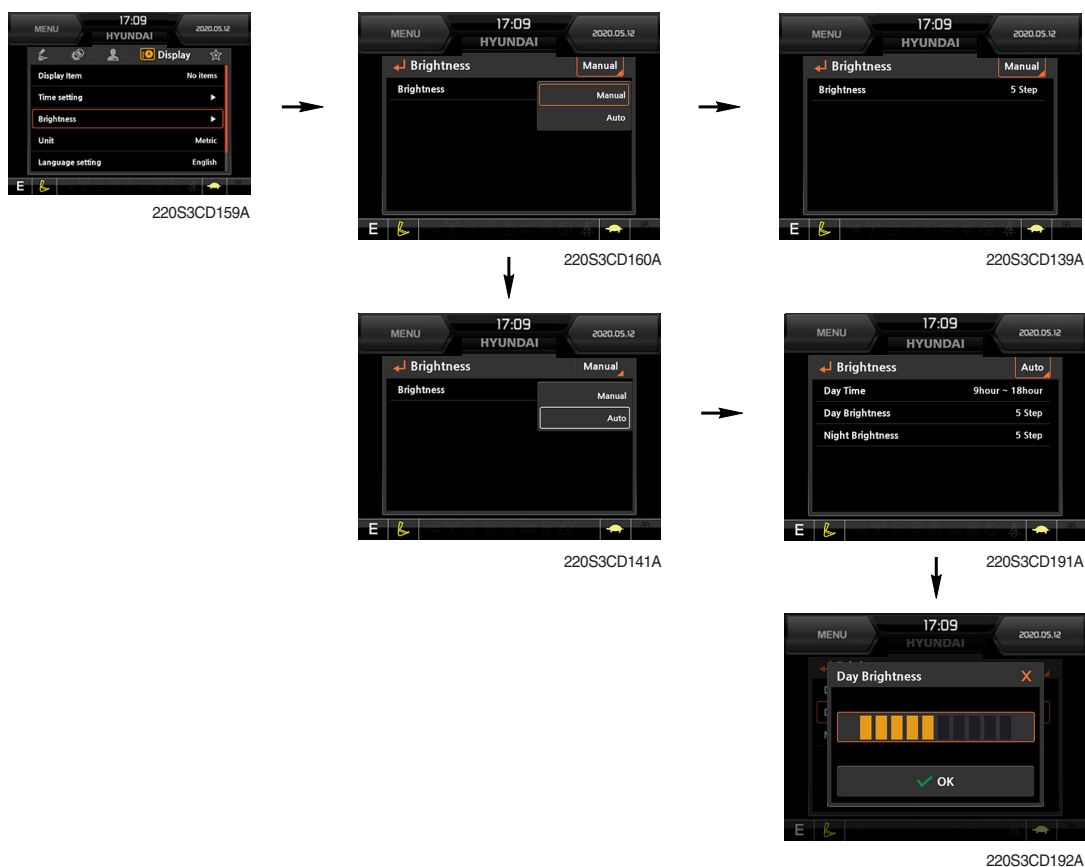 17:09
MENU
2020.05.12
HYUNDAI
Display
Display Item No items
Time setting
Brightness
Unit Metric
Language setting English
E
220S3CD159A
17:09
MENU
2020.05.12
HYUNDAI
Brightness Manual
Brightness
Manual
Auto
E
220S3CD160A
17:09
MENU
2020.05.12
HYUNDAI
Brightness Manual
Brightness 5 Step
E
220S3CD139A
17:09
MENU
2020.05.12
HYUNDAI
Brightness Manual
Brightness
Manual
Auto
E
220S3CD141A
17:09
MENU
2020.05.12
HYUNDAI
Brightness Auto
Day Time 9hour ~ 18hour
Day Brightness 5 Step
Night Brightness 5 Step
E
220S3CD191A
17:09
MENU
2020.05.12
HYUNDAI
Day Brightness X
OK
E
220S3CD192A